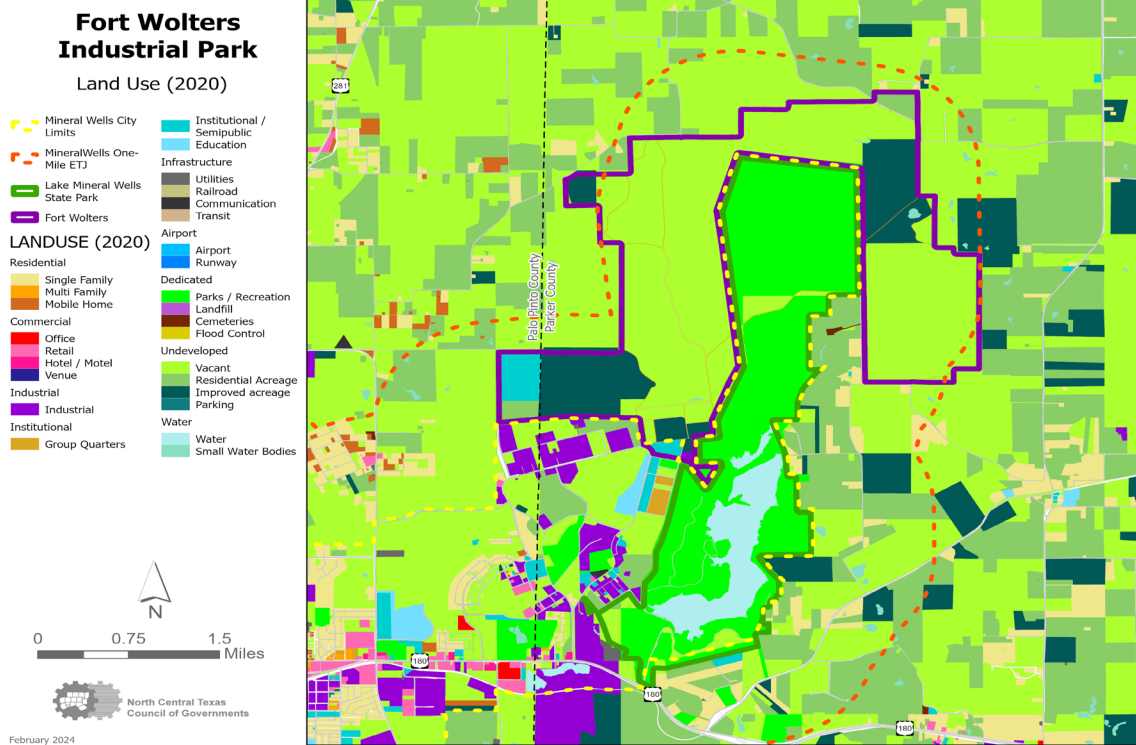 Fort Wolters
Industrial Park
Land Use (2020)
Mineral Wells City
Limits
MineralWells One-
Mile ETJ
Lake Mineral Wells
State Park
Fort Wolters
LANDUSE (2020)
Residential
Single Family
Multi Family
Mobile Home
Commercial
Office
Retail
Hotel / Motel
Venue
Industrial
Industrial
Institutional
Group Quarters
Institutional /
Semipublic
Education
Infrastructure
Utilities
Railroad
Communication
Transit
Airport
Airport
Runway
Dedicated
Parks / Recreation
Landfill
Cemeteries
Flood Control
Undeveloped
Vacant
Residential Acreage
Improved acreage
Parking
Water
Water
Small Water Bodies
N
0 0.75 1.5
Miles
North Central Texas
Council of Governments
February 2024
281
Palo Pinto County
Parker County
180
180
180